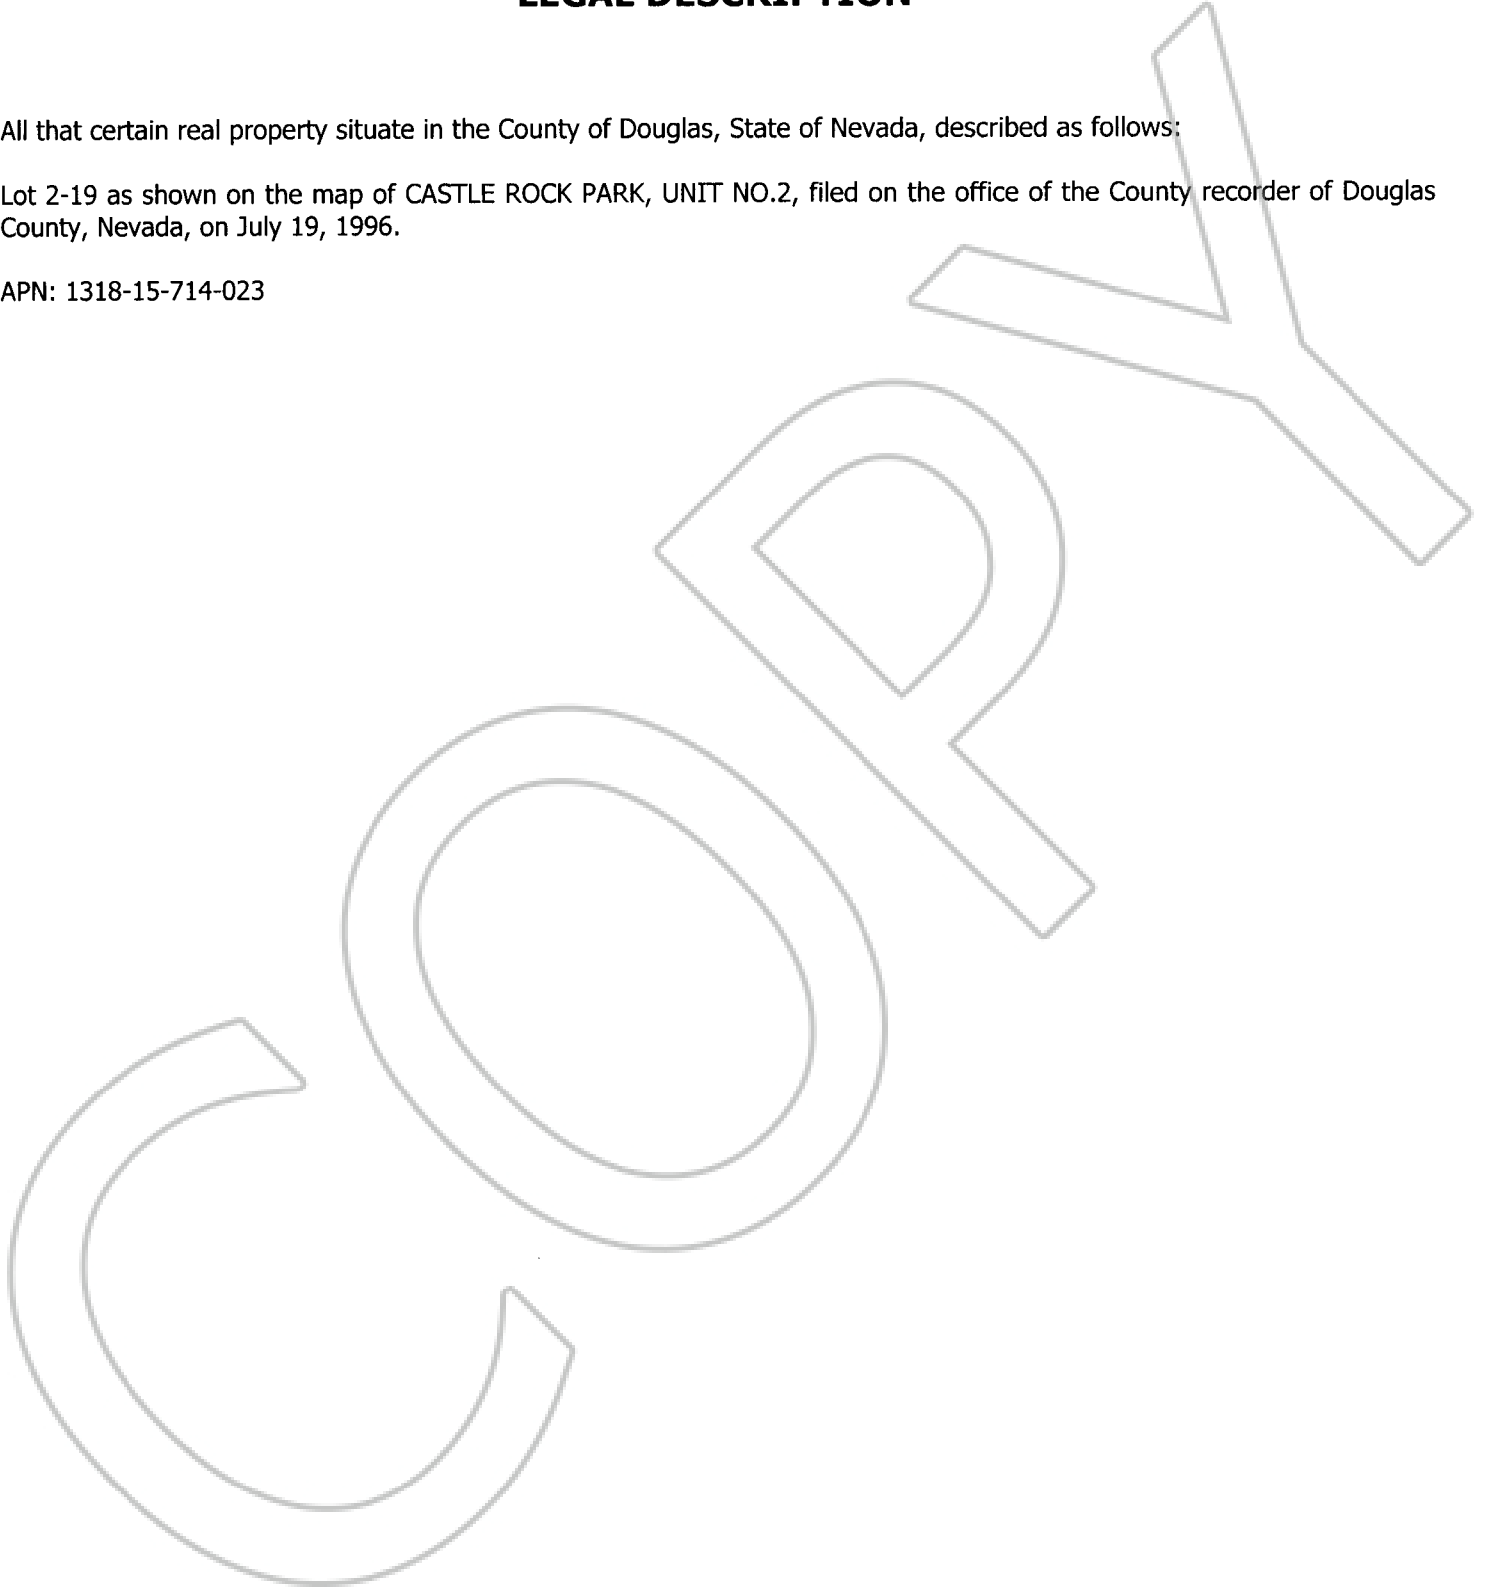 LEGAL DESCRIPTION
All that certain real property situate in the County of Douglas, State of Nevada, described as follows:
Lot 2-19 as shown on the map of CASTLE ROCK PARK, UNIT NO.2, filed on the office of the County recorder of Douglas
County, Nevada, on July 19, 1996.
APN: 1318-15-714-023
COPY